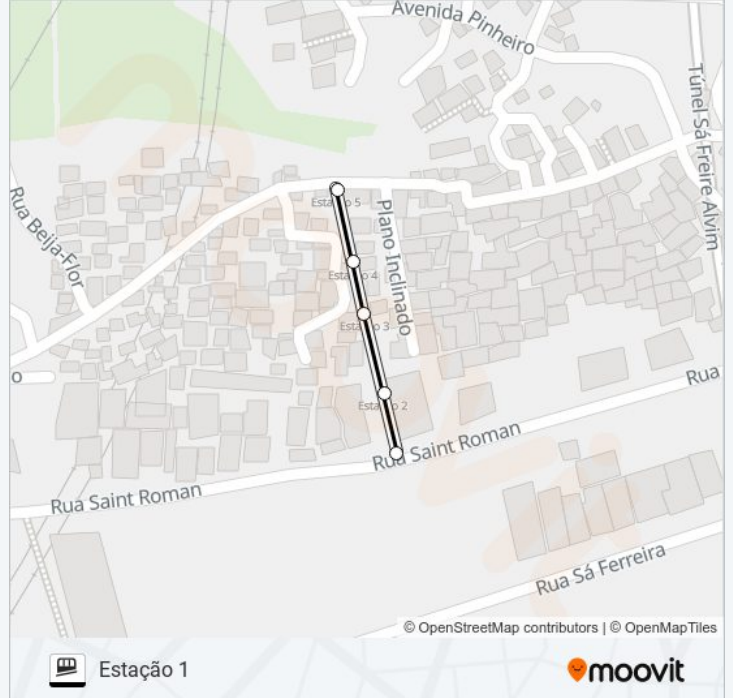 Avenida Pinheiro
Túnel Sá Freire Alvim
Rua Beija-Flor
Plano Inclinado
Estação 5
Estação 4
Estação 3
Estação 2
o
Rua
Rua Saint Roman
Rua Saint Roman
Rua Sá Ferreira
© OpenStreetMap contributors | © OpenMapTiles
Estação 1
moovit